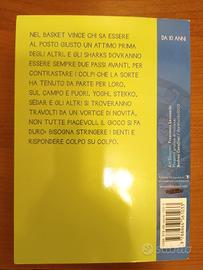 NEL BASKET VINCE CHI SA ESSERE
AL POSTO GIUSTO UN ATTIMO PRIMA
DEGLI ALTRI, E GLI SHARKS DOVRANNO
ESSERE SEMPRE DUE PASSI AVANTI, PER
CONTRASTARE I COLPI CHE LA SORTE
HA TENUTO DA PARTE PER LORO,
SUL CAMPO E FUORI. YOGHI, STEKKO,
SEDAR E GLI ALTRI SI TROVERANNO
TRAVOLTI DA UN VORTICE DI NOVITÀ,
NON TUTTE PIACEVOLI. IL GIOCO SI FA
DURO: BISOGNA STRINGERE I DENTI E
RISPONDERE COLPO SU COLPO.
DA 10 ANNI
subito